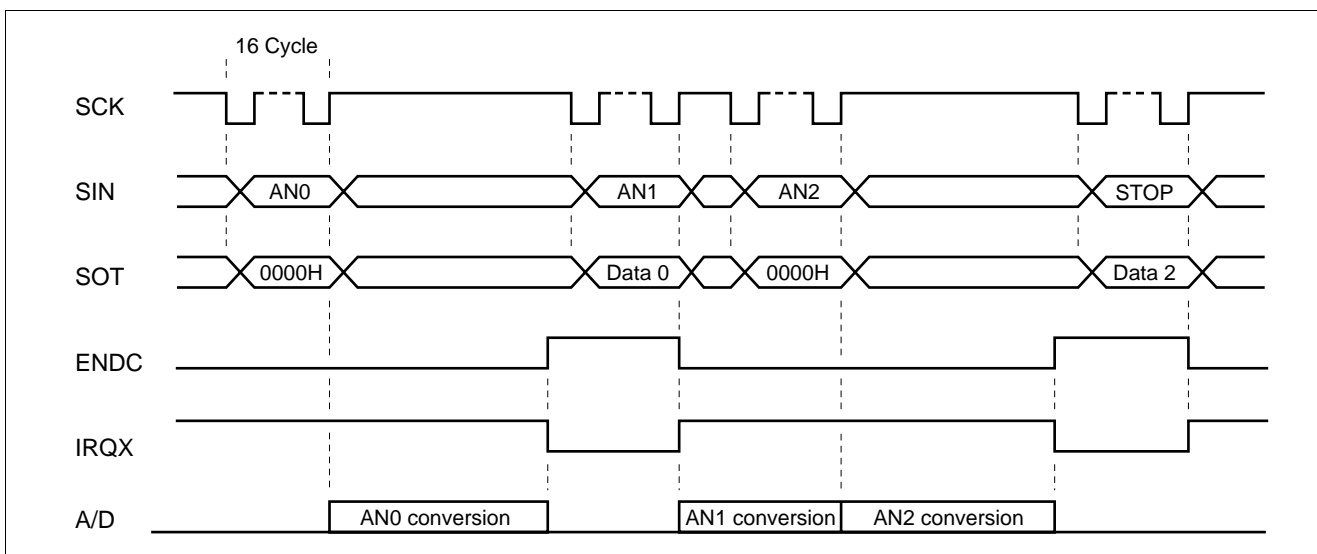 16 Cycle
SCK
SIN AN0 AN1 AN2 STOP
SOT 0000H Data 0 0000H Data 2
ENDC
IRQX
A/D AN0 conversion AN1 conversion AN2 conversion